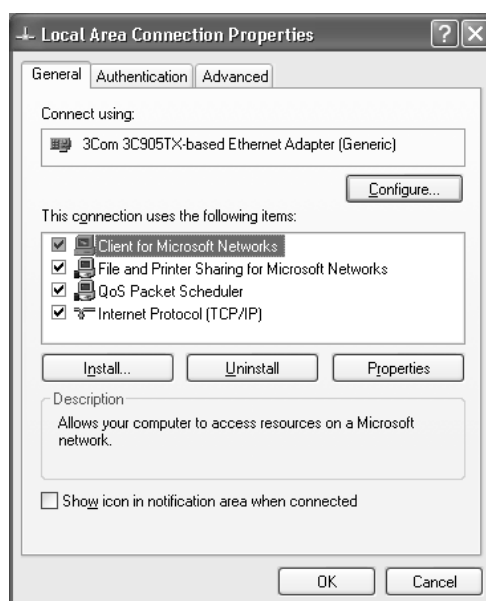 Local Area Connection Properties
General Authentication Advanced
Connect using:
3Com 3C905TX-based Ethernet Adapter (Generic)
Configure...
This connection uses the following items:
Client for Microsoft Networks
File and Printer Sharing for Microsoft Networks
QoS Packet Scheduler
Internet Protocol (TCP/IP)
Install... Uninstall Properties
Description
Allows your computer to access resources on a Microsoft
network.
Show icon in notification area when connected
OK Cancel